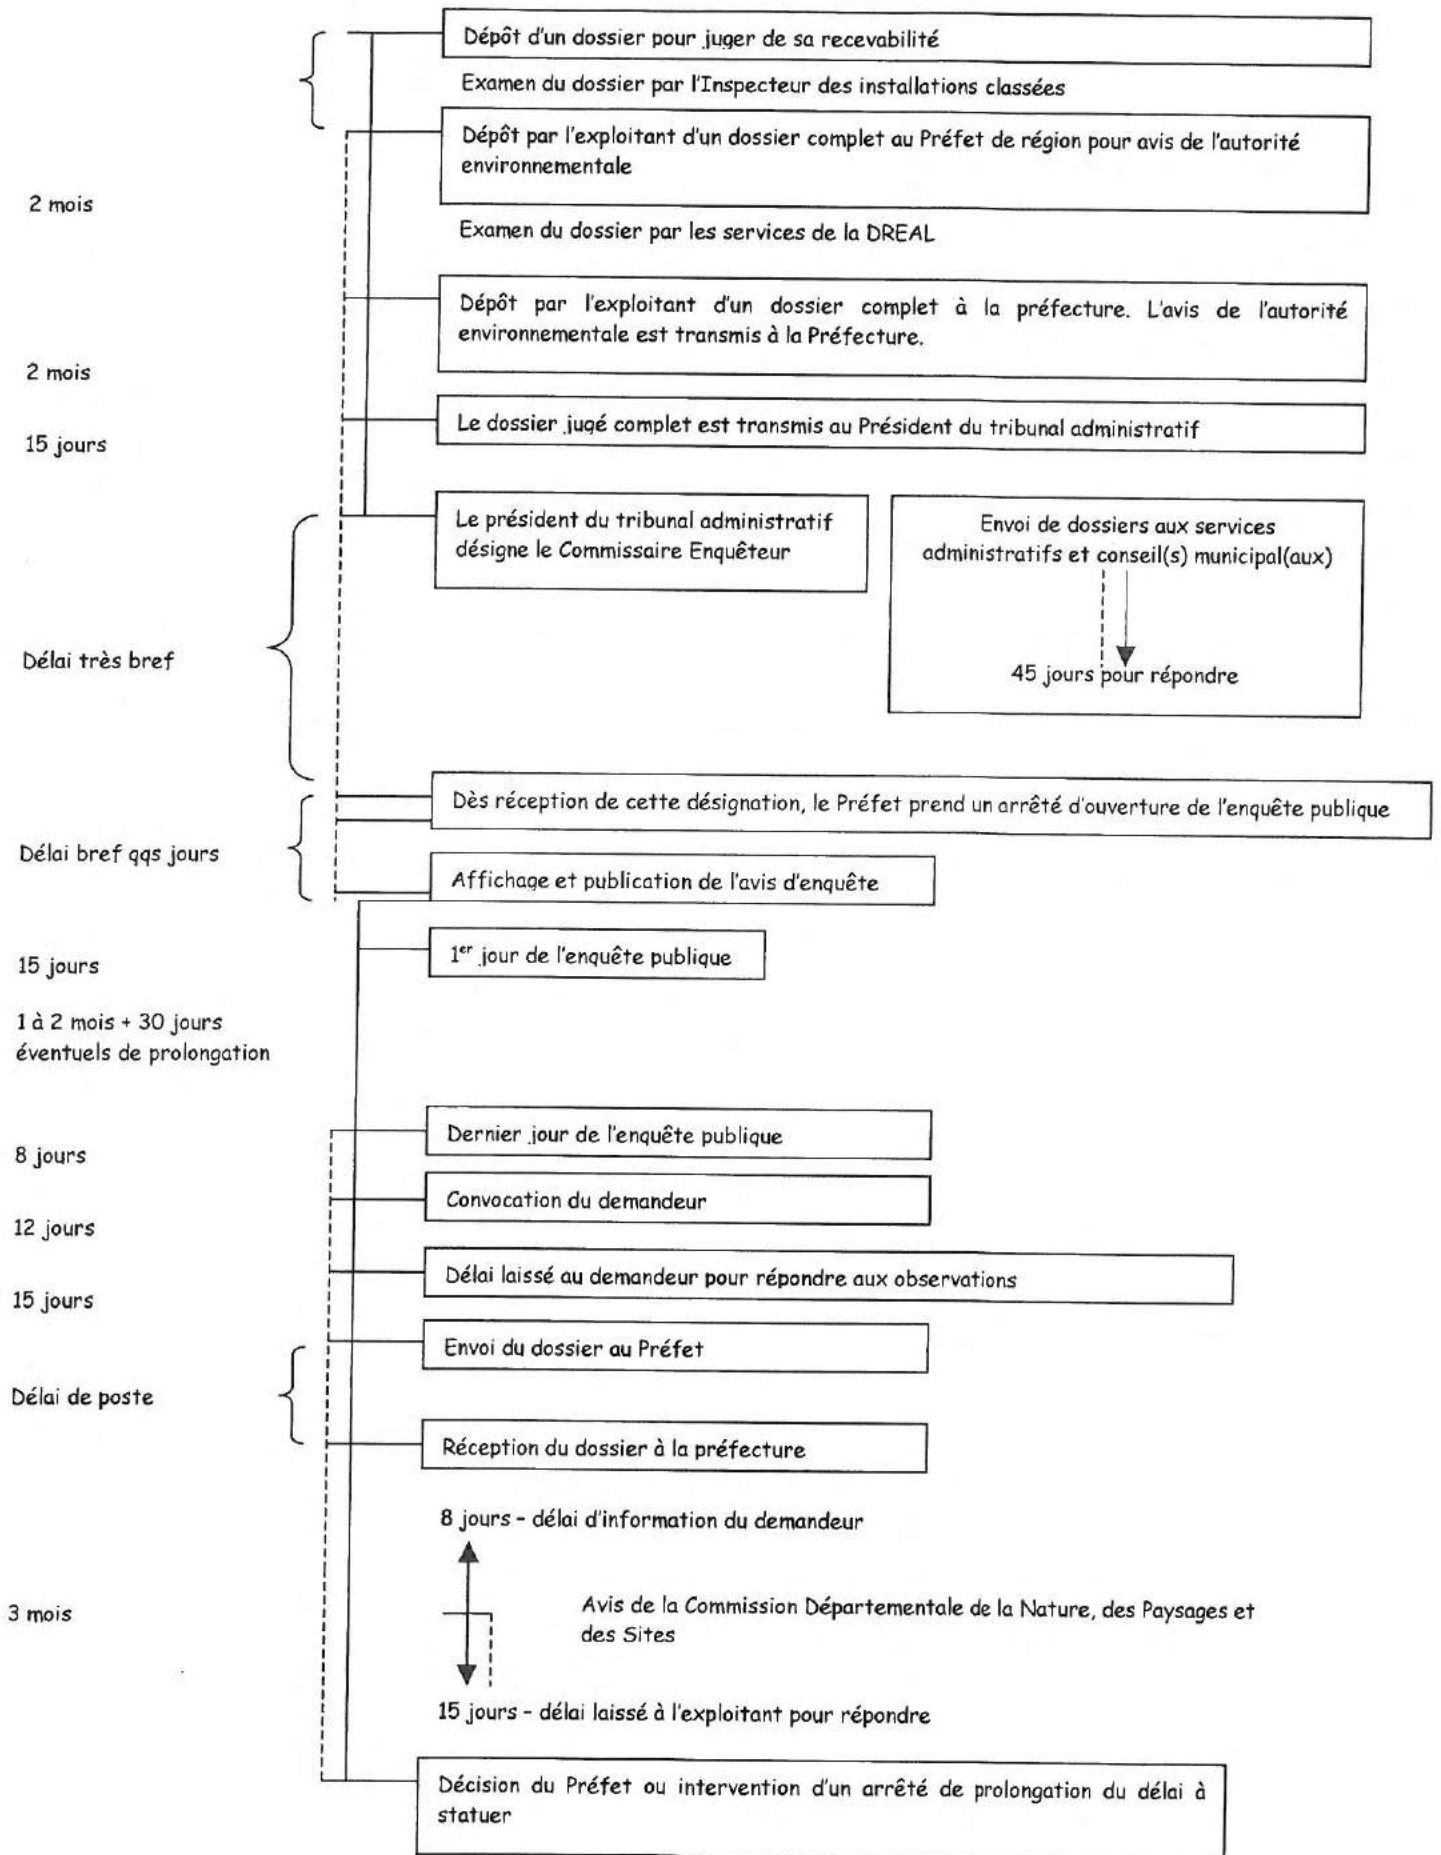 Dépôt d'un dossier pour juger de sa recevabilité
Examen du dossier par l'Inspecteur des installations classées
Dépôt par l'exploitant d'un dossier complet au Préfet de région pour avis de l'autorité
environnementale
2 mois
Examen du dossier par les services de la DREAL
Dépôt par l'exploitant d'un dossier complet à la préfecture. L'avis de l'autorité
environnementale est transmis à la Préfecture.
2 mois
Le dossier jugé complet est transmis au Président du tribunal administratif
15 jours
Le président du tribunal administratif
désigne le Commissaire Enquêteur
Envoi de dossiers aux services
administratifs et conseil(s) municipal(aux)
45 jours pour répondre
Délai très bref
Dès réception de cette désignation, le Préfet prend un arrêté d'ouverture de l'enquête publique
Délai bref qqs jours
Affichage et publication de l'avis d'enquête
15 jours
1er jour de l'enquête publique
1 à 2 mois + 30 jours
éventuels de prolongation
Dernier jour de l'enquête publique
8 jours
Convocation du demandeur
12 jours
Délai laissé au demandeur pour répondre aux observations
15 jours
Envoi du dossier au Préfet
Délai de poste
Réception du dossier à la préfecture
8 jours - délai d'information du demandeur
3 mois
Avis de la Commission Départementale de la Nature, des Paysages et
des Sites
15 jours - délai laissé à l'exploitant pour répondre
Décision du Préfet ou intervention d'un arrêté de prolongation du délai à
statuer